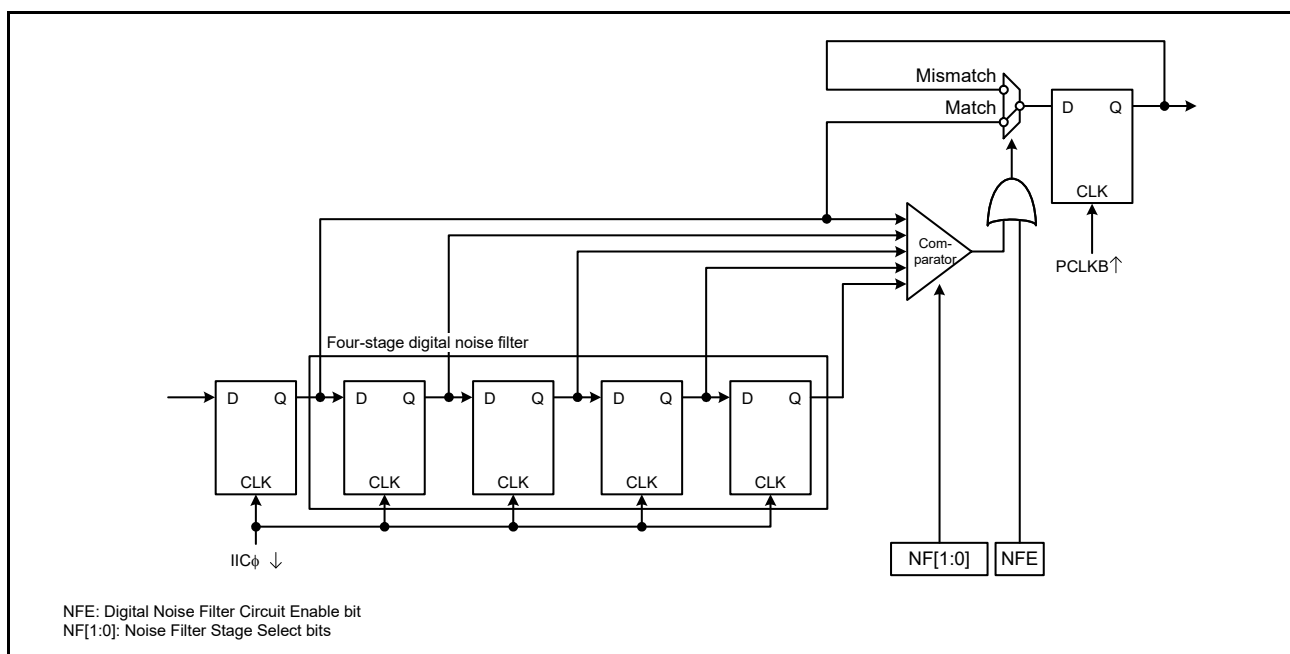 Mismatch
Match
D Q
CLK
PCLKB↑
Com-
parator
Four-stage digital noise filter
D Q
CLK
D Q
CLK
D Q
CLK
D Q
CLK
D Q
CLK
IICϕ ↓
NF[1:0]
NFE
NFE: Digital Noise Filter Circuit Enable bit
NF[1:0]: Noise Filter Stage Select bits